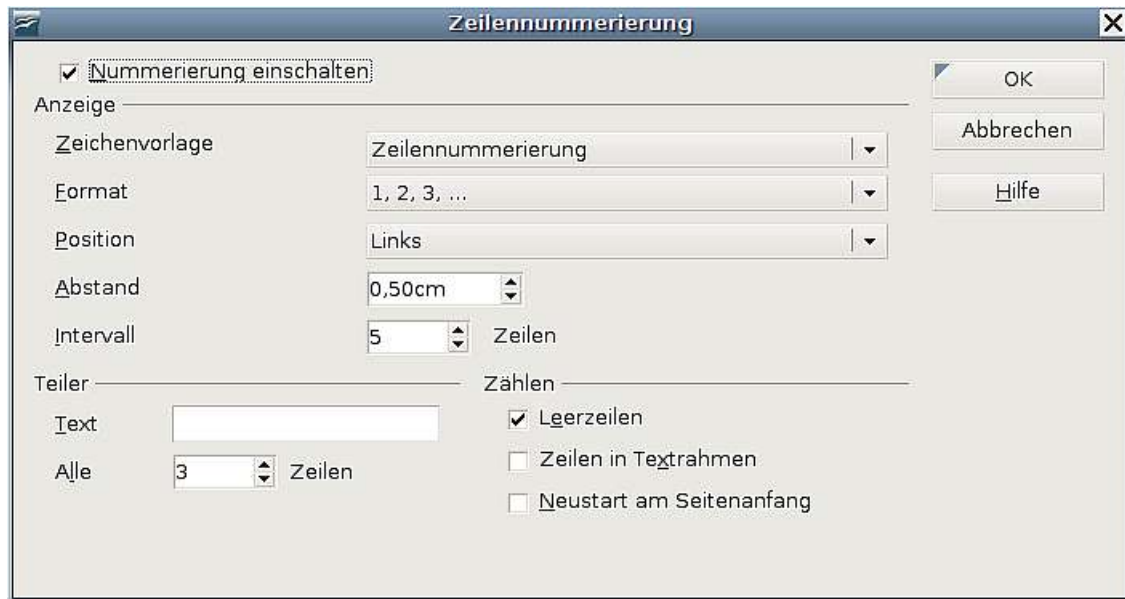 Zeilennummerierung
Nummerierung einschalten
OK
Anzeige
Abbrechen
Zeichenvorlage Zeilennummerierung
Format 1, 2, 3, ... Hilfe
Position Links
Abstand 0,50cm
Intervall 5 Zeilen
Teiler Zählen
Text Leerzeilen
Alle 3 Zeilen Zeilen in Textrahmen
Neustart am Seitenanfang